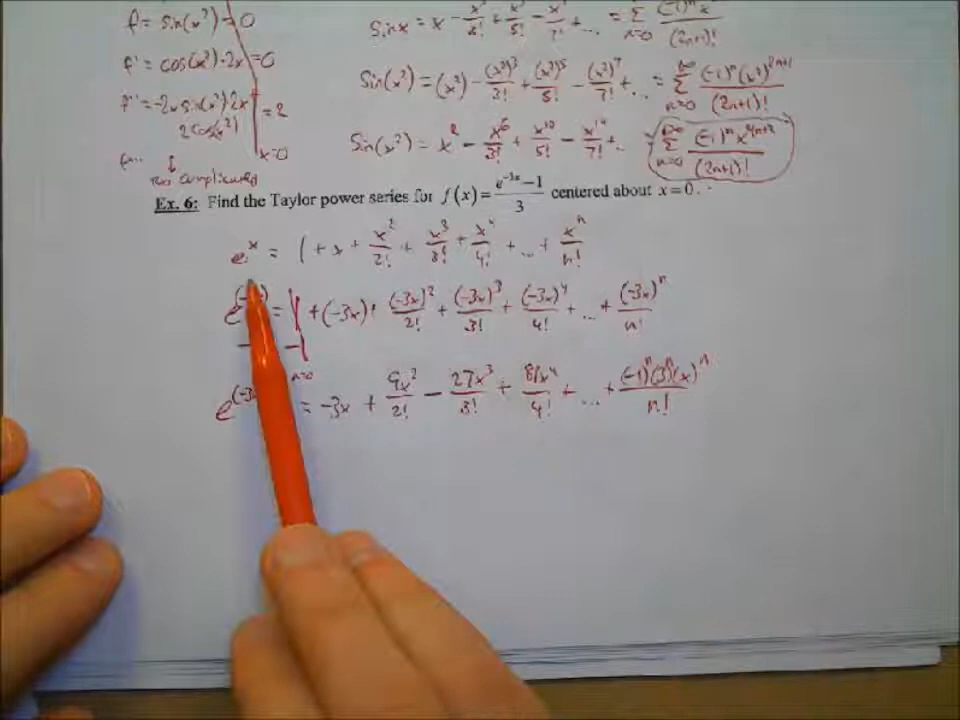 f = sin(x²) = 0
sin x = x - x³/3! + x⁵/5! - x⁷/7! + ... = Σ n=0 (-1)ⁿ x / (2n+1)!
f' = cos(x²)·2x = 0
sin(x²) = (x²) - (x²)³/3! + (x²)⁵/5! - (x²)⁷/7! + ... = Σ n=0 ∞ (-1)ⁿ(x²)²ⁿ⁺¹ / (2n+1)!
f'' = -2x sin(x²)·2x = 2
2cos(x²)
x=0
sin(x²) = x² - x⁶/3! + x¹⁰/5! - x¹⁴/7! + ... Σ n=0 ∞ (-1)ⁿ x⁴ⁿ⁺² / (2n+1)!
too complicated
Ex. 6: Find the Taylor power series for f(x) = (e⁻³ˣ - 1)/3 centered about x = 0.
eˣ = 1 + x + x²/2! + x³/3! + x⁴/4! + ... + xⁿ/n!
= 1 + (-3x) + (-3x)²/2! + (-3x)³/3! + (-3x)⁴/4! + ... + (-3x)ⁿ/n!
- -1
n=0
= -3x + 9x²/2! - 27x³/3! + 81x⁴/4! + ... + (-1)ⁿ(3)ⁿ(x)ⁿ/n!